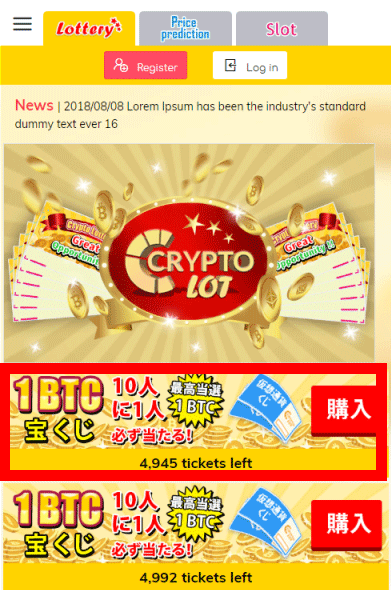 Lottery
Price
prediction
Slot
Register
Log in
News | 2018/08/08 Lorem Ipsum has been the industry's standard
dummy text ever 16
Great
Great
CRYPTO
LOT
1BTC
宝くじ
10人
に1人
必ず当たる!
最高当選
1 BTC
仮想通貨
くじ
購入
4,945 tickets left
1BTC
宝くじ
10人
に1人
必ず当たる!
最高当選
1 BTC
仮想通貨
くじ
購入
4,992 tickets left